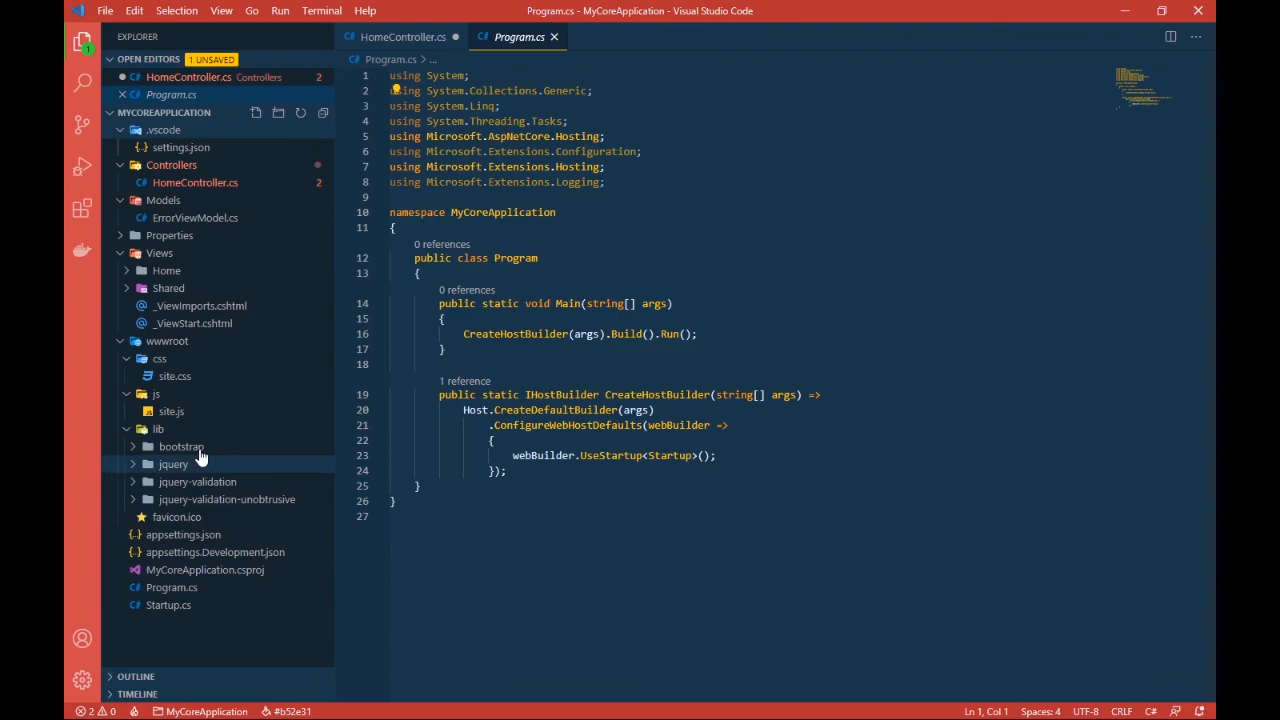 File Edit Selection View Go Run Terminal Help
Program.cs - MyCoreApplication - Visual Studio Code
EXPLORER
OPEN EDITORS 1 UNSAVED
HomeController.cs Controllers 2
Program.cs
MYCOREAPPLICATION
.vscode
settings.json
Controllers
HomeController.cs 2
Models
ErrorViewModel.cs
Properties
Views
Home
Shared
_ViewImports.cshtml
_ViewStart.cshtml
wwwroot
css
site.css
js
site.js
lib
bootstrap
jquery
jquery-validation
jquery-validation-unobtrusive
favicon.ico
appsettings.json
appsettings.Development.json
MyCoreApplication.csproj
Program.cs
Startup.cs
OUTLINE
TIMELINE
1
HomeController.cs
Program.cs
Program.cs > ...
1 using System;
2 using System.Collections.Generic;
3 using System.Linq;
4 using System.Threading.Tasks;
5 using Microsoft.AspNetCore.Hosting;
6 using Microsoft.Extensions.Configuration;
7 using Microsoft.Extensions.Hosting;
8 using Microsoft.Extensions.Logging;
9
10 namespace MyCoreApplication
11 {
0 references
12 public class Program
13 {
0 references
14 public static void Main(string[] args)
15 {
16 CreateHostBuilder(args).Build().Run();
17 }
18
1 reference
19 public static IHostBuilder CreateHostBuilder(string[] args) =>
20 Host.CreateDefaultBuilder(args)
21 .ConfigureWebHostDefaults(webBuilder =>
22 {
23 webBuilder.UseStartup<Startup>();
24 });
25 }
26 }
27
2 0 MyCoreApplication #b52e31
Ln 1, Col 1 Spaces: 4 UTF-8 CRLF C#